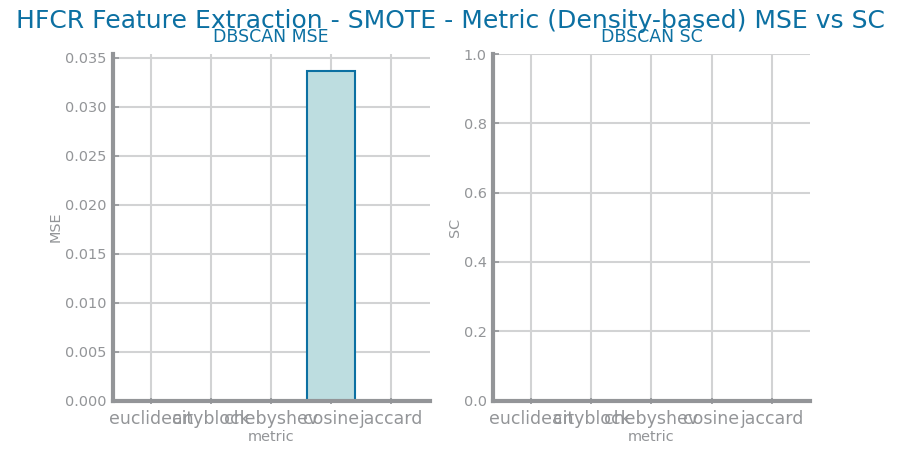 HFCR Feature Extraction - SMOTE - Metric (Density-based) MSE vs SC
DBSCAN MSE
0.035
0.030
0.025
0.020
0.015
0.010
0.005
0.000
MSE
euclidean cityblock chebyshev cosine jaccard
metric
DBSCAN SC
1.0
0.8
0.6
0.4
0.2
0.0
SC
euclidean cityblock chebyshev cosine jaccard
metric